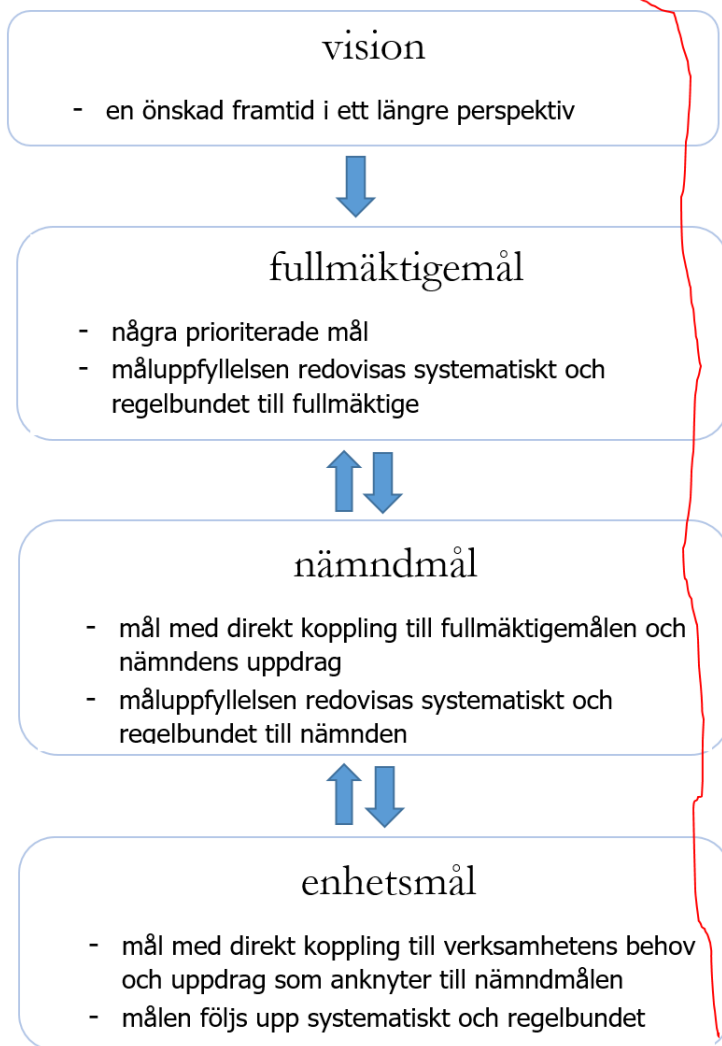 vision
- en önskad framtid i ett längre perspektiv
fullmäktigemål
- några prioriterade mål
- måluppfyllelsen redovisas systematiskt och
regelbundet till fullmäktige
nämndmål
- mål med direkt koppling till fullmäktigemålen och
nämndens uppdrag
- måluppfyllelsen redovisas systematiskt och
regelbundet till nämnden
enhetsmål
- mål med direkt koppling till verksamhetens behov
och uppdrag som anknyter till nämndmålen
- målen följs upp systematiskt och regelbundet